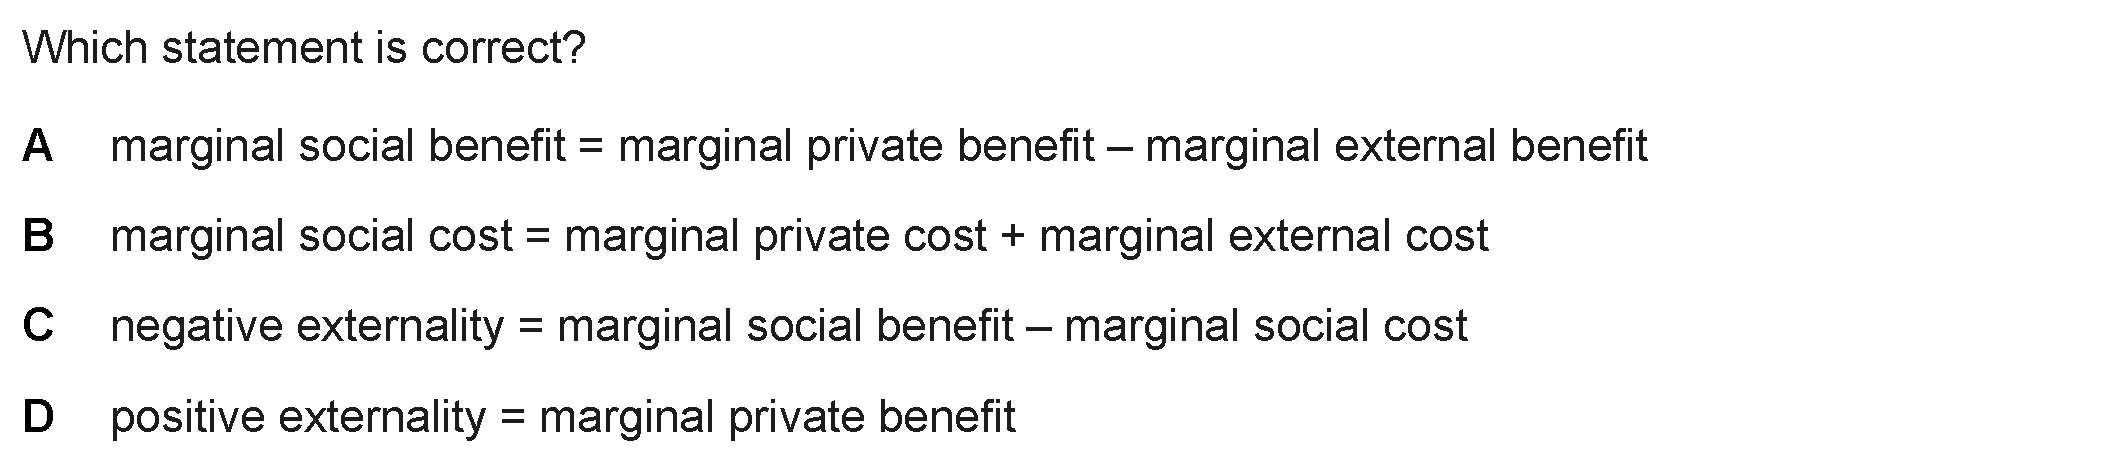 Which statement is correct?
A marginal social benefit = marginal private benefit – marginal external benefit
B marginal social cost = marginal private cost + marginal external cost
C negative externality = marginal social benefit – marginal social cost
D positive externality = marginal private benefit